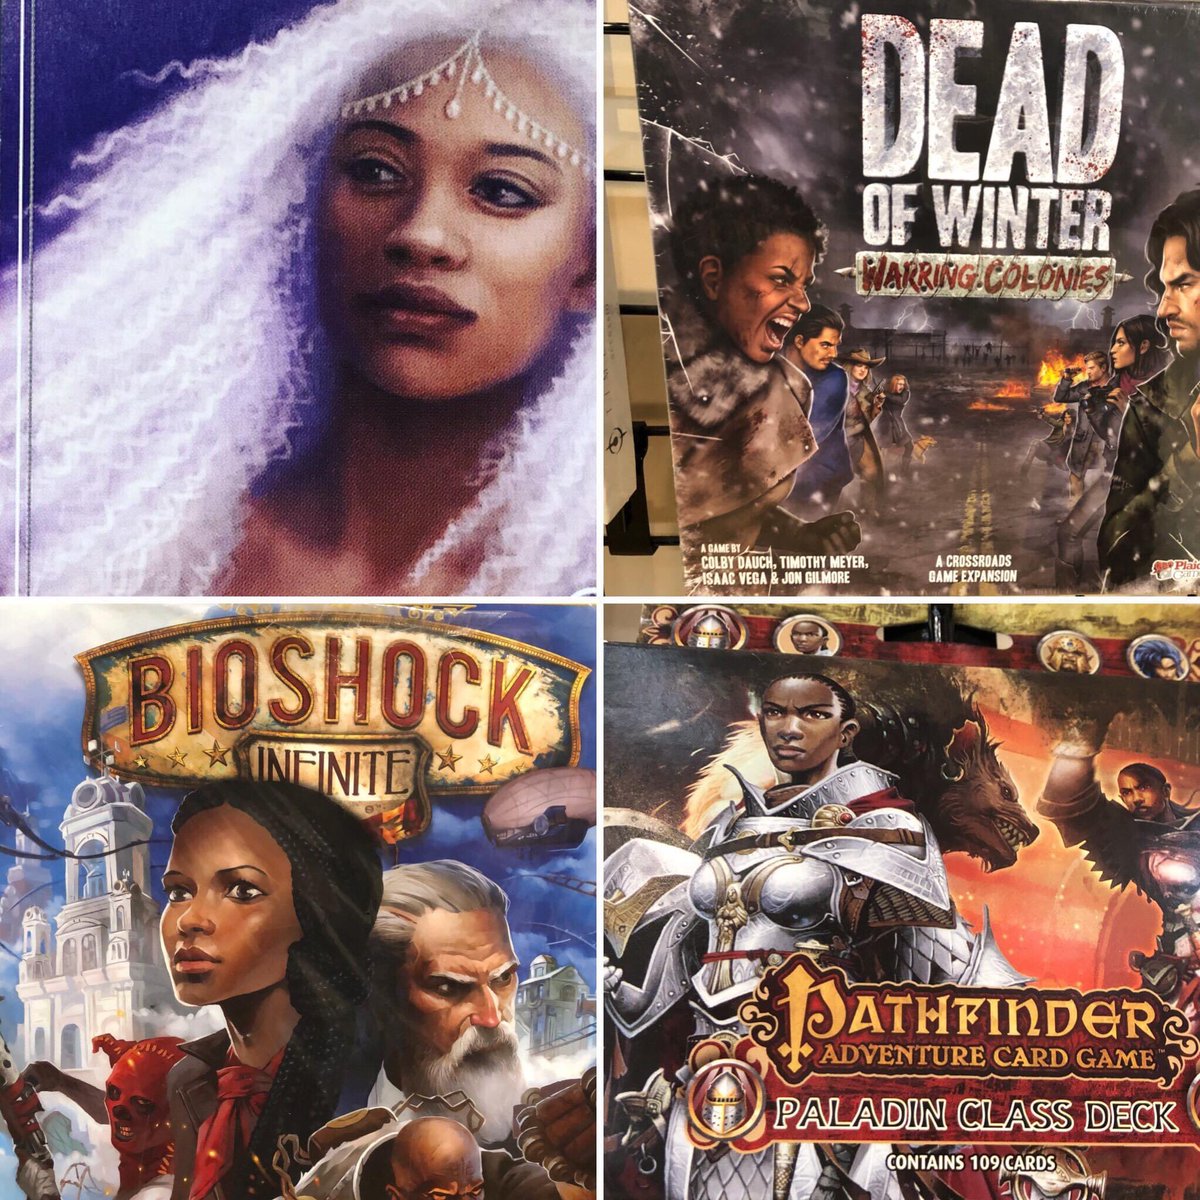 DEAD
OF WINTER
WARRING COLONIES
A GAME BY
COLBY DAUCH, TIMOTHY MEYER,
ISAAC VEGA & JON GILMORE
A CROSSROADS
GAME EXPANSION
BIOSHOCK
INFINITE
PATHFINDER
ADVENTURE CARD GAME™
PALADIN CLASS DECK
CONTAINS 109 CARDS